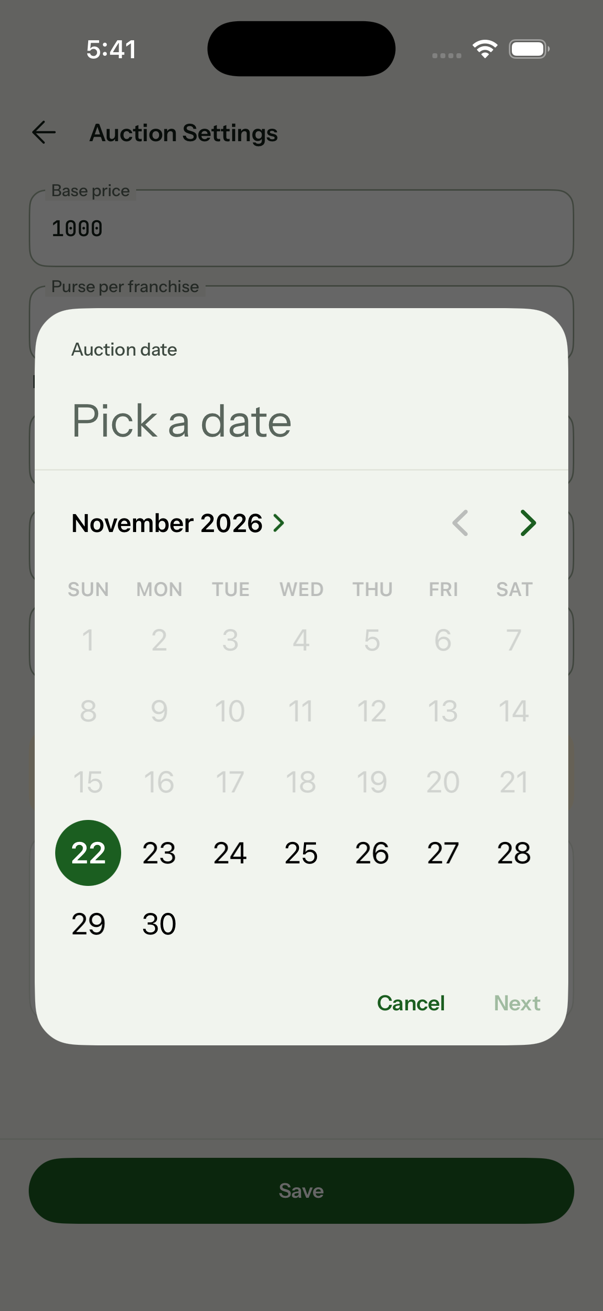 5:41
Auction Settings
Base price
1000
Purse per franchise
Auction date
Pick a date
November 2026
SUN MON TUE WED THU FRI SAT
1 2 3 4 5 6 7
8 9 10 11 12 13 14
15 16 17 18 19 20 21
22 23 24 25 26 27 28
29 30
Cancel Next
Save